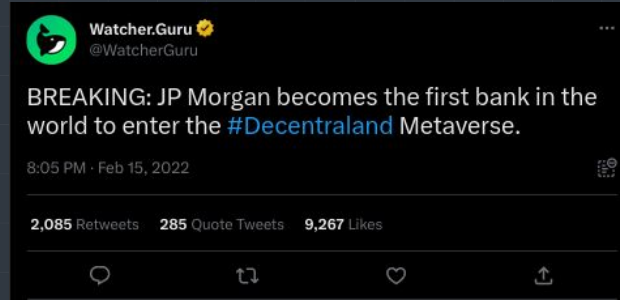 Watcher.Guru
@WatcherGuru
BREAKING: JP Morgan becomes the first bank in the
world to enter the #Decentraland Metaverse.
8:05 PM · Feb 15, 2022
2,085 Retweets 285 Quote Tweets 9,267 Likes